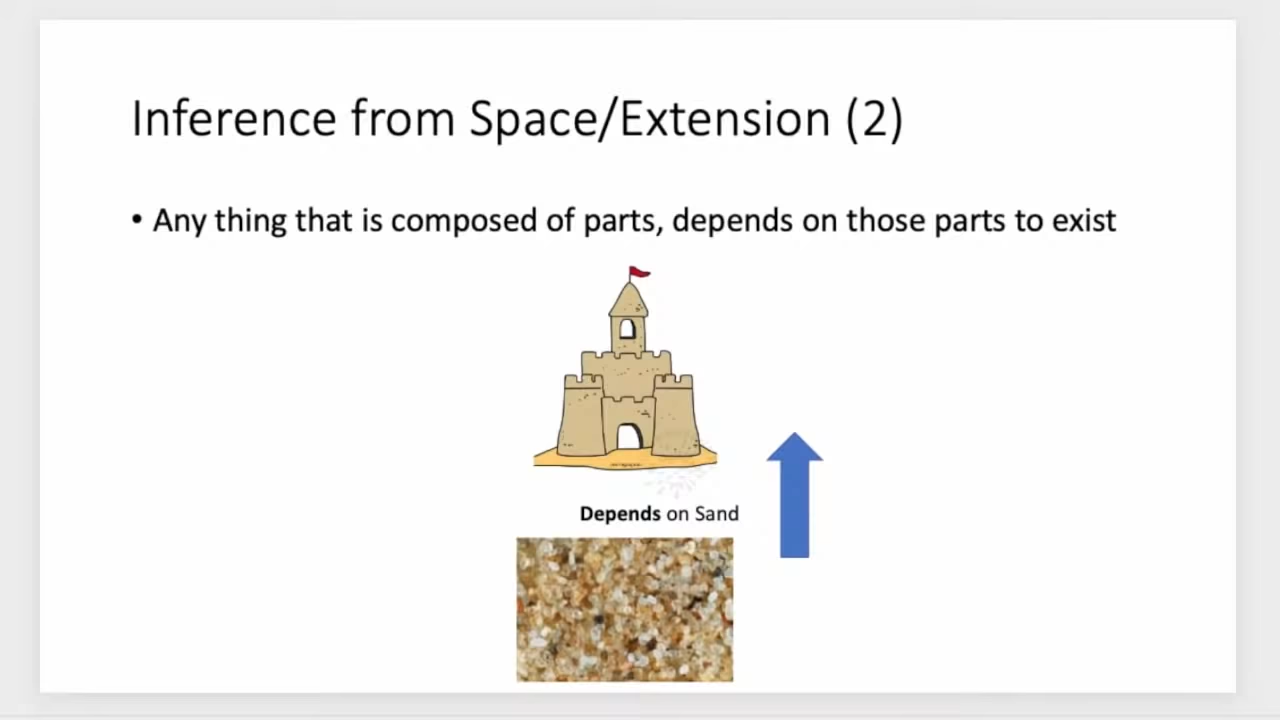 Inference from Space/Extension (2)
• Any thing that is composed of parts, depends on those parts to exist
Depends on Sand